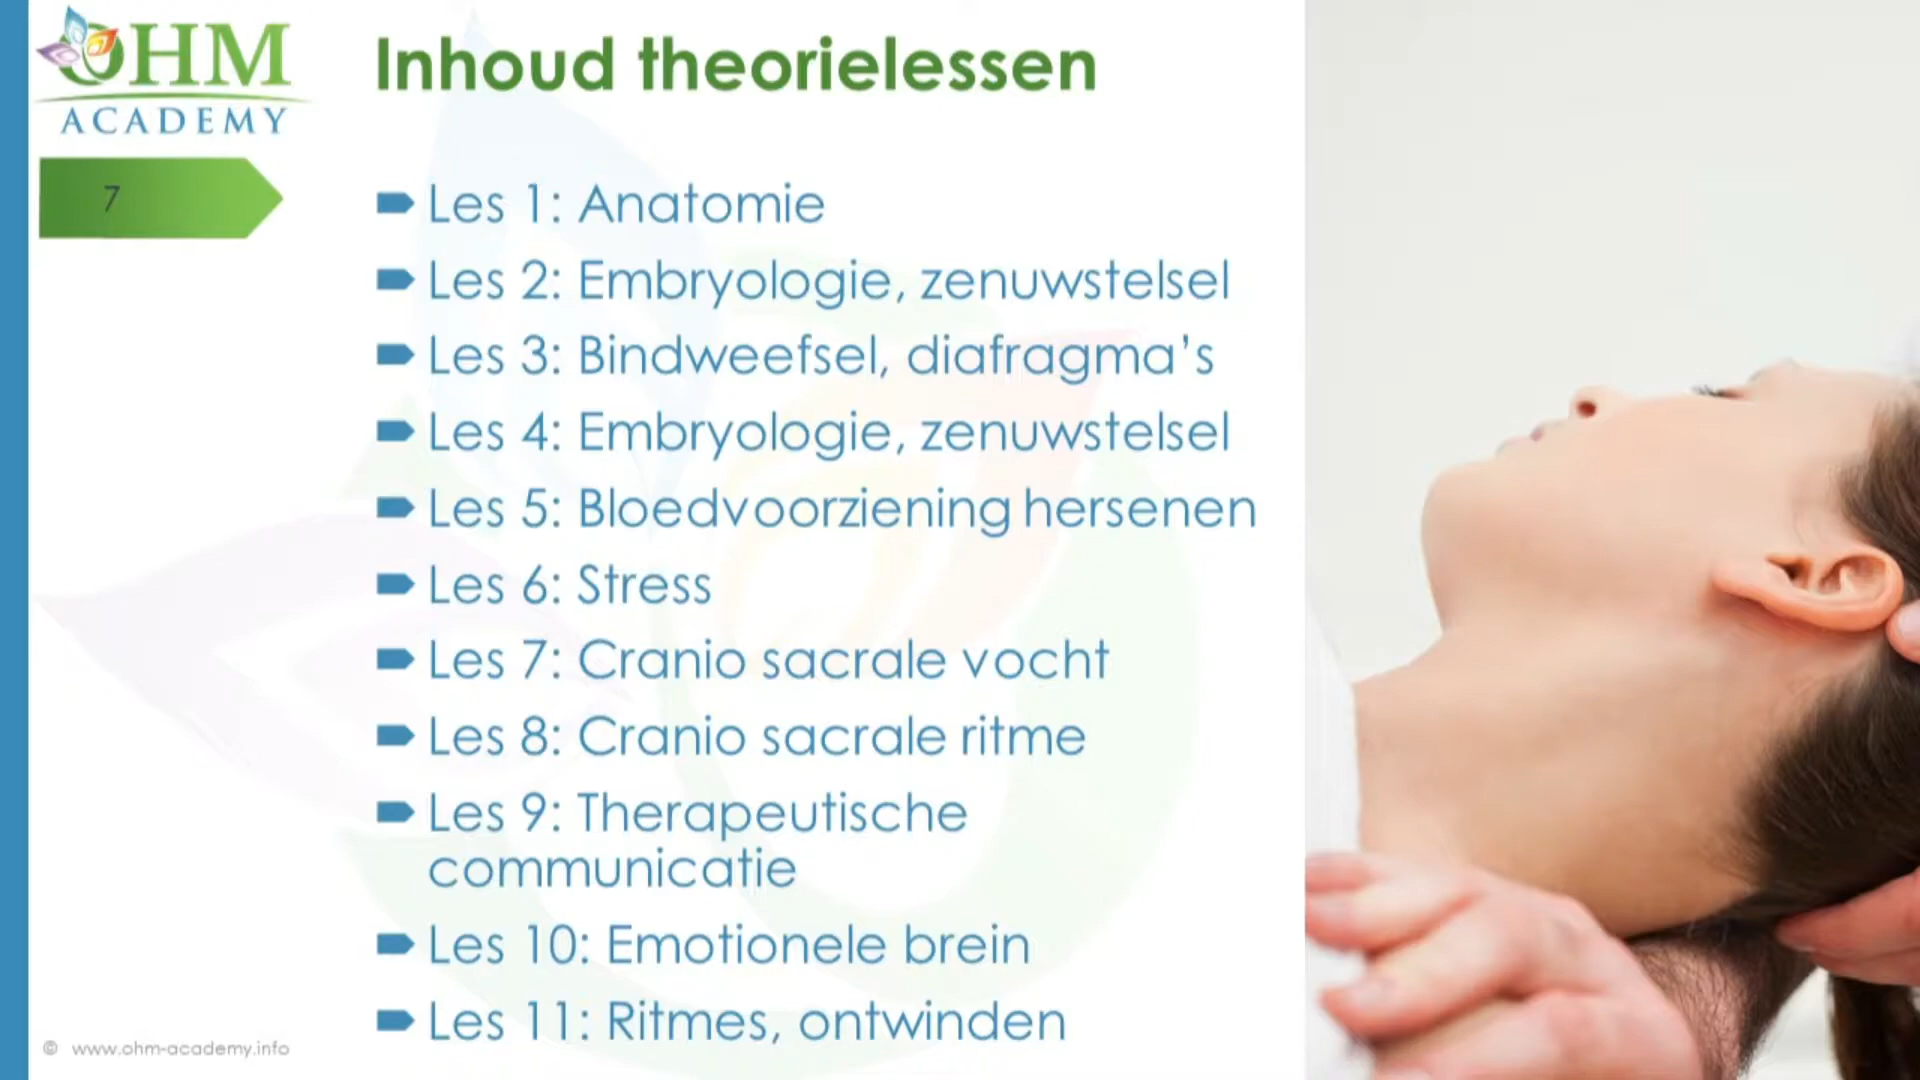 OHM
ACADEMY
Inhoud theorielessen
7
Les 1: Anatomie
Les 2: Embryologie, zenuwstelsel
Les 3: Bindweefsel, diafragma’s
Les 4: Embryologie, zenuwstelsel
Les 5: Bloedvoorziening hersenen
Les 6: Stress
Les 7: Cranio sacrale vocht
Les 8: Cranio sacrale ritme
Les 9: Therapeutische
communicatie
Les 10: Emotionele brein
Les 11: Ritmes, ontwinden
© www.ohm-academy.info